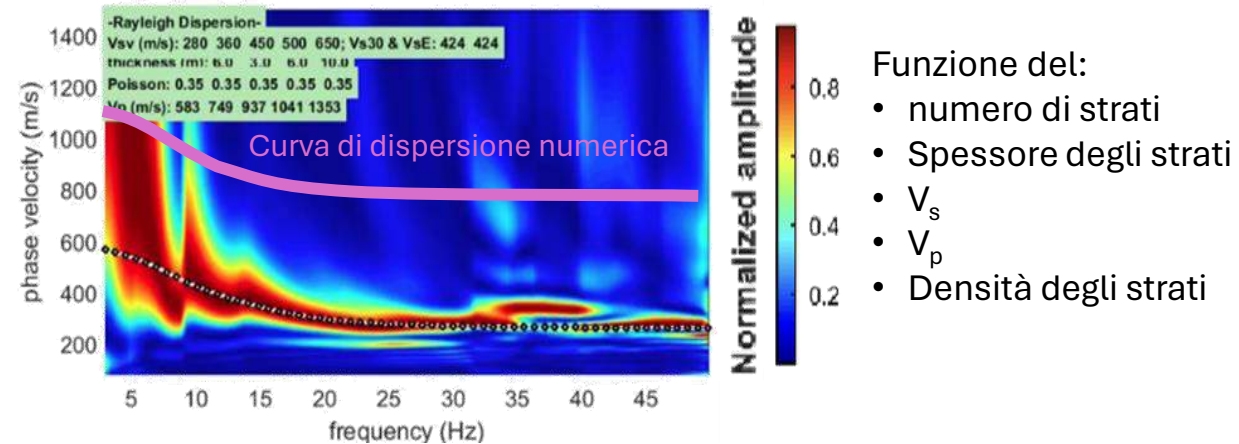 -Rayleigh Dispersion-
Vsv (m/s): 280 360 450 500 650; Vs30 & VsE: 424 424
thickness (m): 6.0 3.0 6.0 10.0
Poisson: 0.35 0.35 0.35 0.35 0.35
Vp (m/s): 583 749 937 1041 1353
Curva di dispersione numerica
phase velocity (m/s)
1400
1200
1000
800
600
400
200
5 10 15 20 25 30 35 40 45
frequency (Hz)
Normalized amplitude
0.8
0.6
0.4
0.2
Funzione del:
• numero di strati
• Spessore degli strati
• Vs
• Vp
• Densità degli strati